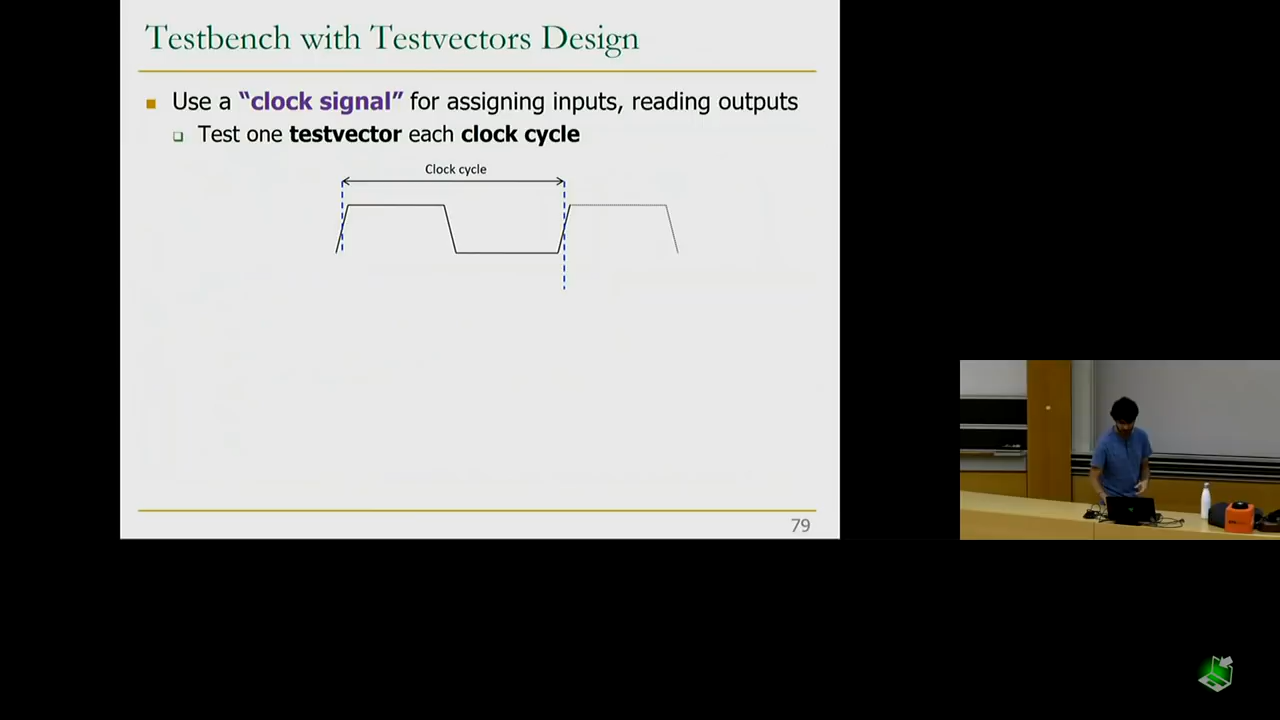 Testbench with Testvectors Design
Use a “clock signal” for assigning inputs, reading outputs
Test one testvector each clock cycle
Clock cycle
79